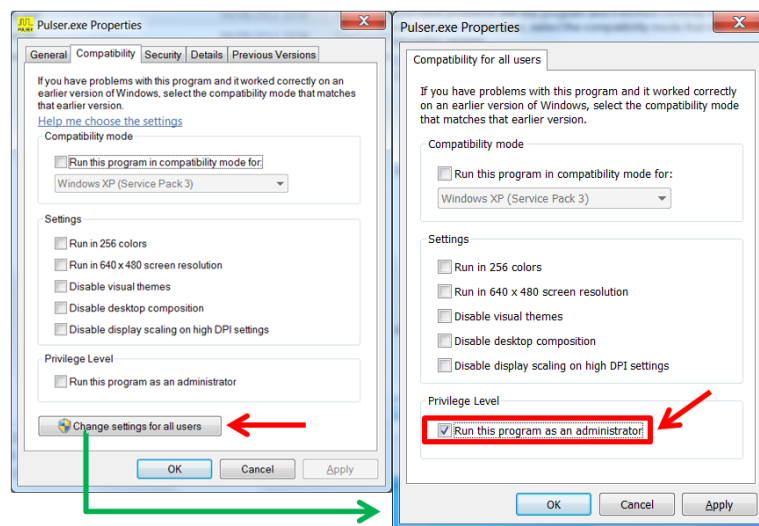 Pulser.exe Properties
General Compatibility Security Details Previous Versions
If you have problems with this program and it worked correctly on an
earlier version of Windows, select the compatibility mode that matches
that earlier version.
Help me choose the settings
Compatibility mode
Run this program in compatibility mode for:
Windows XP (Service Pack 3)
Settings
Run in 256 colors
Run in 640 x 480 screen resolution
Disable visual themes
Disable desktop composition
Disable display scaling on high DPI settings
Privilege Level
Run this program as an administrator
Change settings for all users
OK Cancel Apply
Pulser.exe Properties
Compatibility for all users
If you have problems with this program and it worked correctly
on an earlier version of Windows, select the compatibility mode
that matches that earlier version.
Compatibility mode
Run this program in compatibility mode for:
Windows XP (Service Pack 3)
Settings
Run in 256 colors
Run in 640 x 480 screen resolution
Disable visual themes
Disable desktop composition
Disable display scaling on high DPI settings
Privilege Level
Run this program as an administrator
OK Cancel Apply